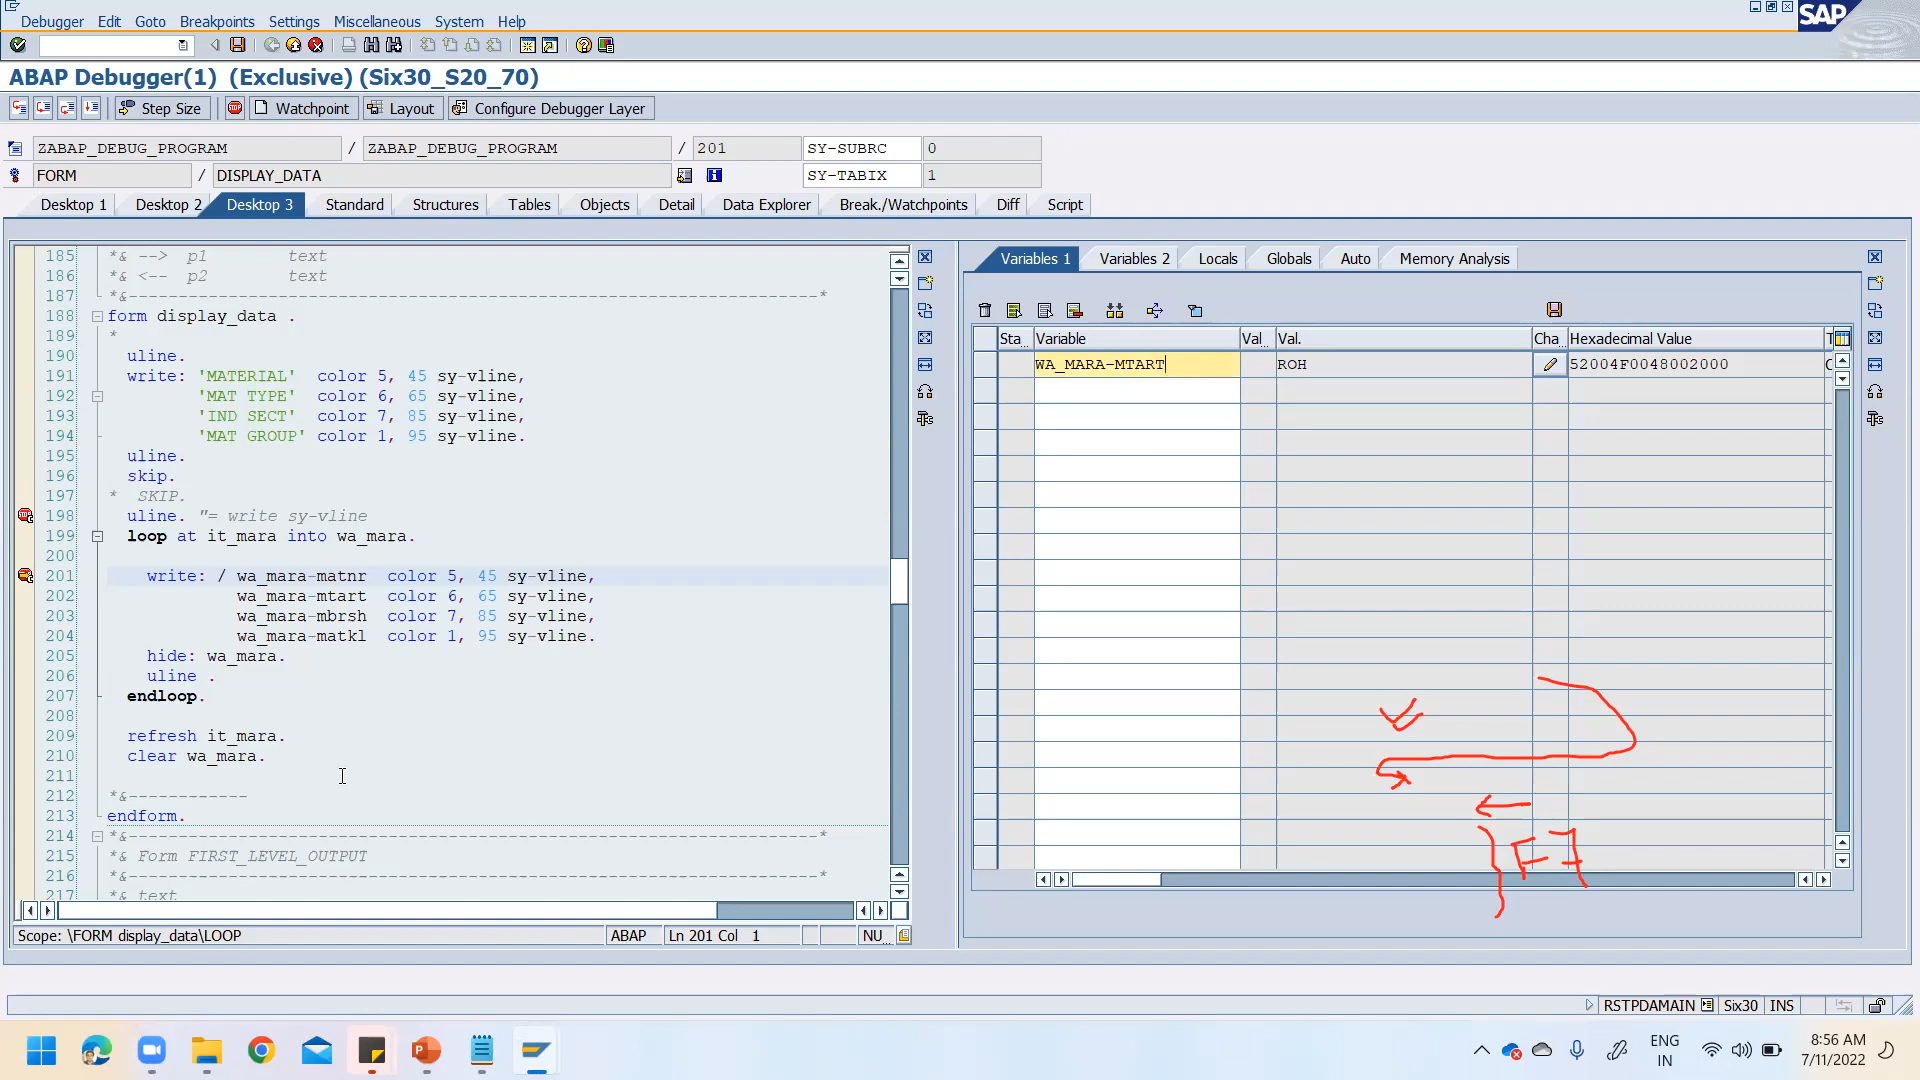 Debugger Edit Goto Breakpoints Settings Miscellaneous System Help
SAP
ABAP Debugger(1) (Exclusive) (Six30_S20_70)
Step Size Watchpoint Layout Configure Debugger Layer
ZABAP_DEBUG_PROGRAM / ZABAP_DEBUG_PROGRAM / 201 SY-SUBRC 0
FORM / DISPLAY_DATA SY-TABIX 1
Desktop 1 Desktop 2 Desktop 3 Standard Structures Tables Objects Detail Data Explorer Break./Watchpoints Diff Script
185 *& --> p1 text
186 *& <-- p2 text
187 *&---------------------------------------------------------------------*
188 form display_data .
189 *
190 uline.
191 write: 'MATERIAL' color 5, 45 sy-vline,
192 'MAT TYPE' color 6, 65 sy-vline,
193 'IND SECT' color 7, 85 sy-vline,
194 'MAT GROUP' color 1, 95 sy-vline.
195 uline.
196 skip.
197 * SKIP.
198 uline. "= write sy-vline
199 loop at it_mara into wa_mara.
200
201 write: / wa_mara-matnr color 5, 45 sy-vline,
202 wa_mara-mtart color 6, 65 sy-vline,
203 wa_mara-mbrsh color 7, 85 sy-vline,
204 wa_mara-matkl color 1, 95 sy-vline.
205 hide: wa_mara.
206 uline .
207 endloop.
208
209 refresh it_mara.
210 clear wa_mara.
211
212 *&------------
213 endform.
214 *&---------------------------------------------------------------------*
215 *& Form FIRST_LEVEL_OUTPUT
216 *&---------------------------------------------------------------------*
217 *& text
Scope: \FORM display_data\LOOP ABAP Ln 201 Col 1 NU...
Variables 1 Variables 2 Locals Globals Auto Memory Analysis
Sta... Variable Val... Val. Cha... Hexadecimal Value T
WA_MARA-MTART ROH 52004F0048002000 C
F7
RSTPDAMAIN Six30 INS
ENG
IN
8:56 AM
7/11/2022